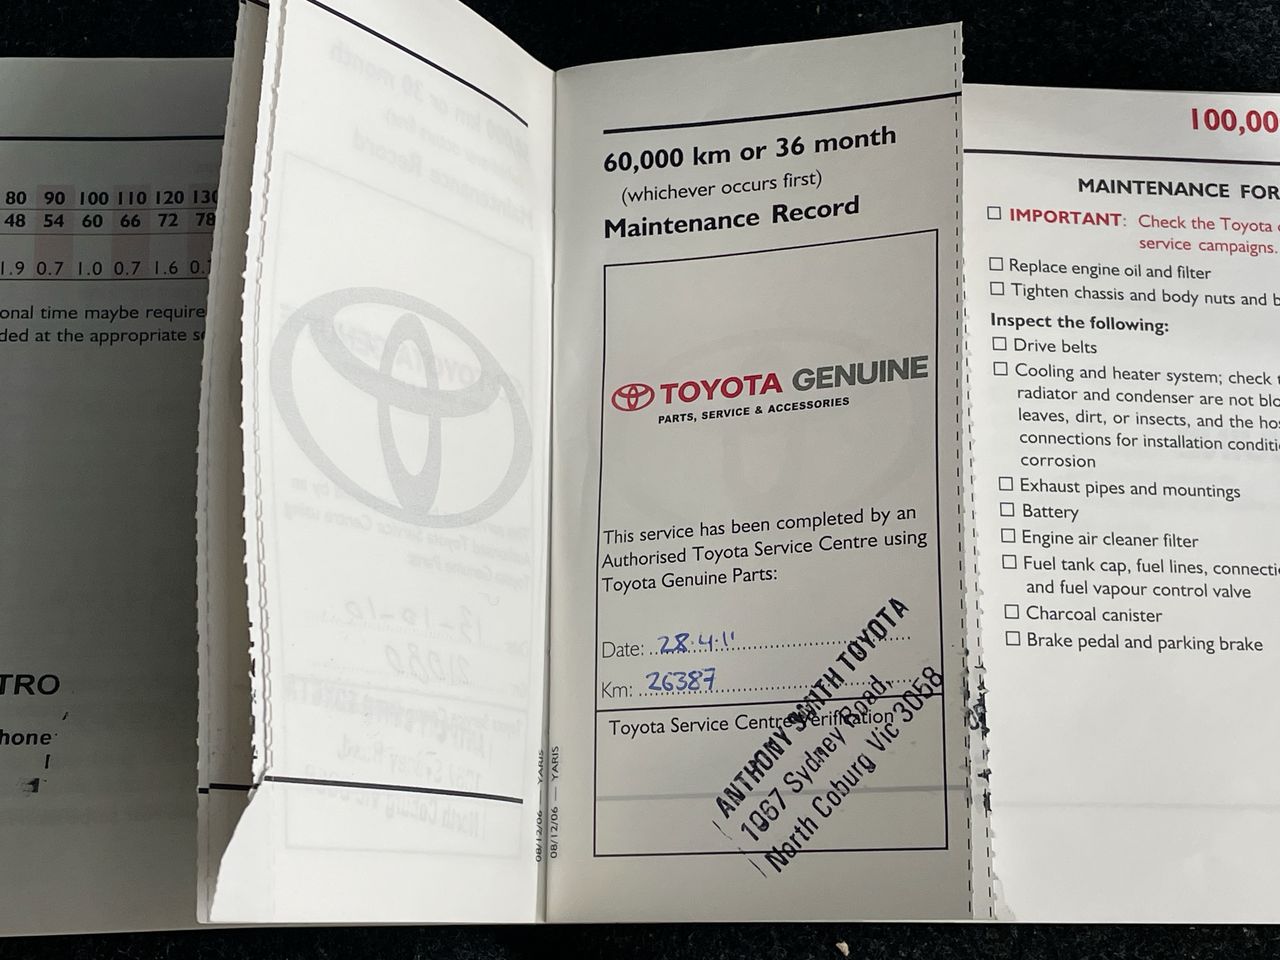 80 90 100 110 120 130
48 54 60 66 72 78
1.9 0.7 1.0 0.7 1.6 0.
onal time maybe require
ded at the appropriate s
TRO
hone
60,000 km or 36 month
(whichever occurs first)
Maintenance Record
TOYOTA GENUINE
PARTS, SERVICE & ACCESSORIES
This service has been completed by an
Authorised Toyota Service Centre using
Toyota Genuine Parts:
Date: 28.4.11
Km: 26387
Toyota Service Centre Verification
ANTHONY SMITH TOYOTA
1067 Sydney Road,
North Coburg Vic 3058
08/12/06 — YARIS
08/12/06 — YARIS
100,00
MAINTENANCE FOR
IMPORTANT: Check the Toyota
service campaigns.
Replace engine oil and filter
Tighten chassis and body nuts and b
Inspect the following:
Drive belts
Cooling and heater system; check
radiator and condenser are not blo
leaves, dirt, or insects, and the ho
connections for installation conditi
corrosion
Exhaust pipes and mountings
Battery
Engine air cleaner filter
Fuel tank cap, fuel lines, connecti
and fuel vapour control valve
Charcoal canister
Brake pedal and parking brake